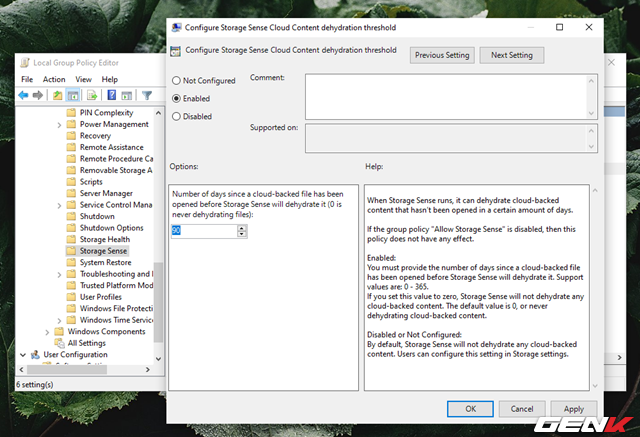 Configure Storage Sense Cloud Content dehydration threshold
Configure Storage Sense Cloud Content dehydration threshold
Previous Setting
Next Setting
Not Configured
Enabled
Disabled
Comment:
Supported on:
Options:
Help:
Number of days since a cloud-backed file has been
opened before Storage Sense will dehydrate it (0 is
never dehydrating files):
90
When Storage Sense runs, it can dehydrate cloud-backed
content that hasn't been opened in a certain amount of days.
If the group policy "Allow Storage Sense" is disabled, then this
policy does not have any effect.
Enabled:
You must provide the number of days since a cloud-backed file
has been opened before Storage Sense will dehydrate it. Support
values are: 0 - 365.
If you set this value to zero, Storage Sense will not dehydrate any
cloud-backed content. The default value is 0, or never
dehydrating cloud-backed content.
Disabled or Not Configured:
By default, Storage Sense will not dehydrate any cloud-backed
content. Users can configure this setting in Storage settings.
OK
Cancel
Apply
Local Group Policy Editor
File
Action
View
Help
PIN Complexity
Power Management
Recovery
Remote Assistance
Remote Procedure Ca
Removable Storage A
Scripts
Server Manager
Service Control Mana
Shutdown
Shutdown Options
Storage Health
Storage Sense
System Restore
Troubleshooting and
Trusted Platform Mod
User Profiles
Windows File Protecti
Windows Time Servic
Windows Components
All Settings
User Configuration
6 setting(s)
GENK